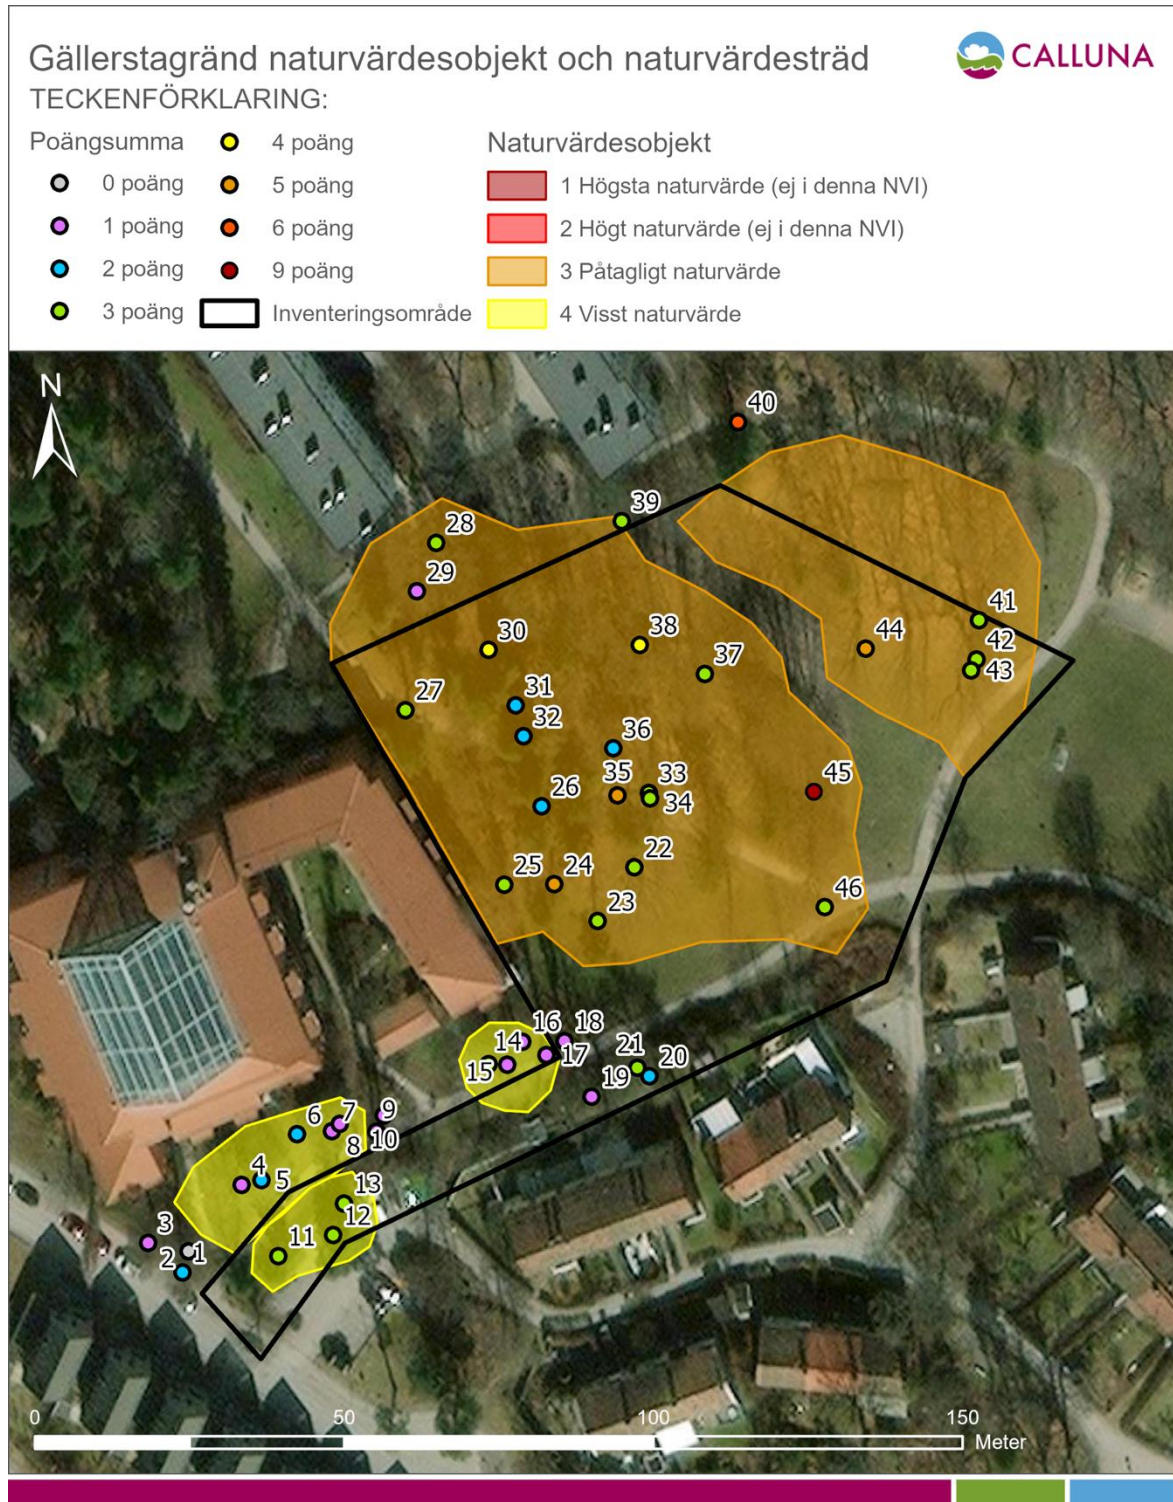 Gällerstagränd naturvärdesobjekt och naturvärdesträd
CALLUNA
TECKENFÖRKLARING:
Poängsumma
0 poäng
1 poäng
2 poäng
3 poäng
4 poäng
5 poäng
6 poäng
9 poäng
Inventeringsområde
Naturvärdesobjekt
1 Högsta naturvärde (ej i denna NVI)
2 Högt naturvärde (ej i denna NVI)
3 Påtagligt naturvärde
4 Visst naturvärde
N
40
39
28
29
41
30
38
44
42
43
37
27
31
32
36
35
33
45
34
26
22
25
24
23
46
16
18
14
17
21
15
20
19
6
7
9
8
10
4
5
13
3
12
11
1
2
0
50
100
150
Meter